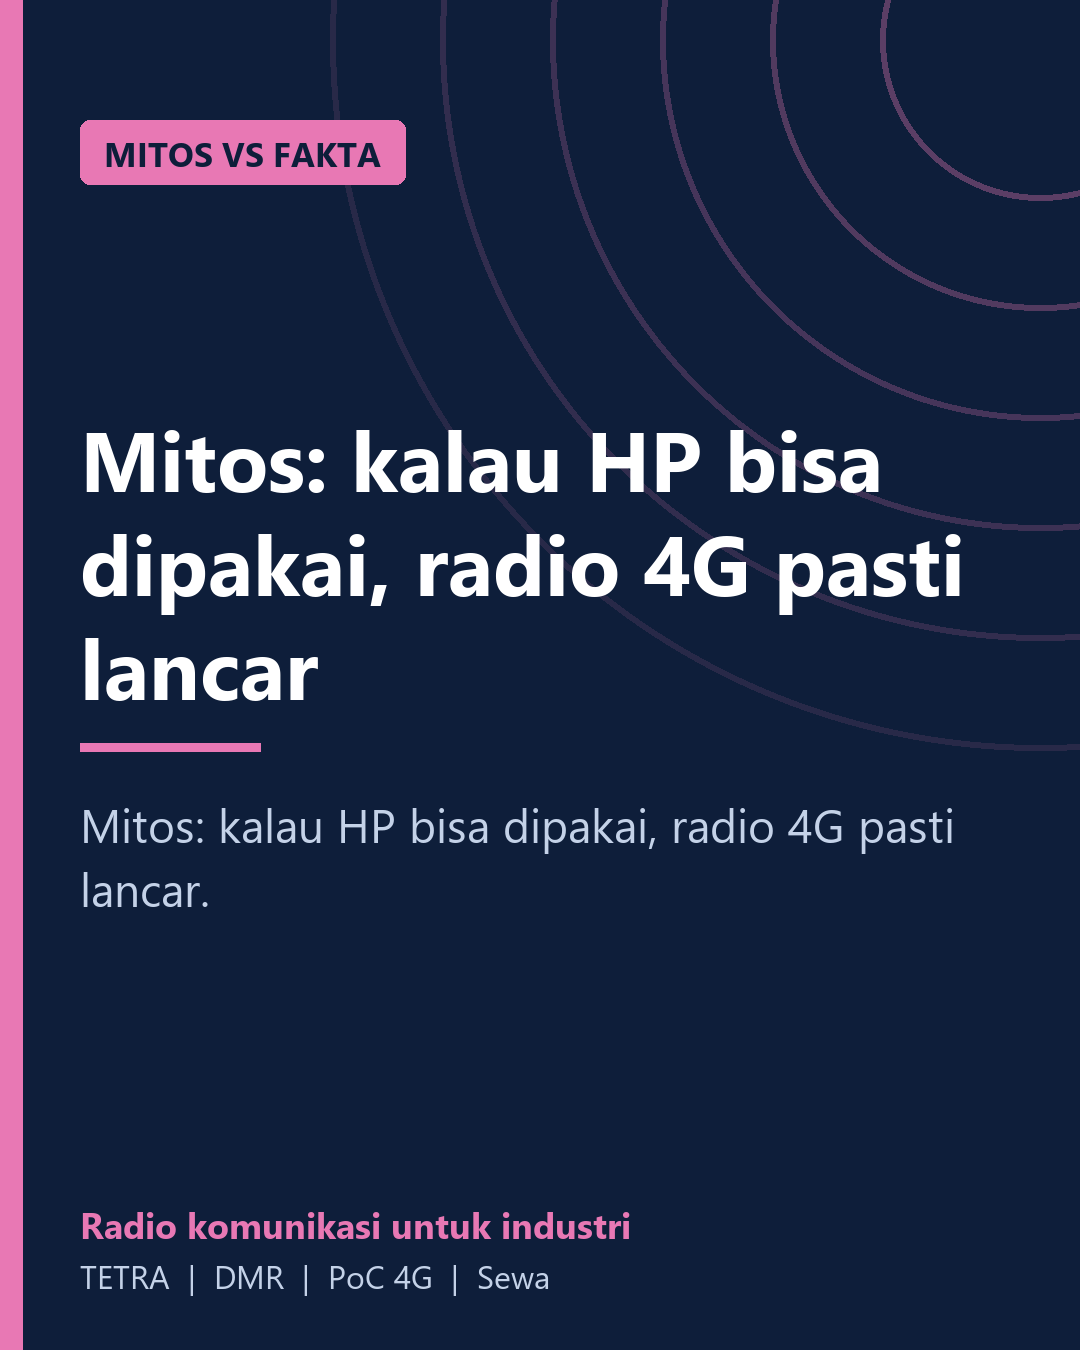 MITOS VS FAKTA
Mitos: kalau HP bisa
dipakai, radio 4G pasti
lancar
Mitos: kalau HP bisa dipakai, radio 4G pasti
lancar.
Radio komunikasi untuk industri
TETRA | DMR | PoC 4G | Sewa